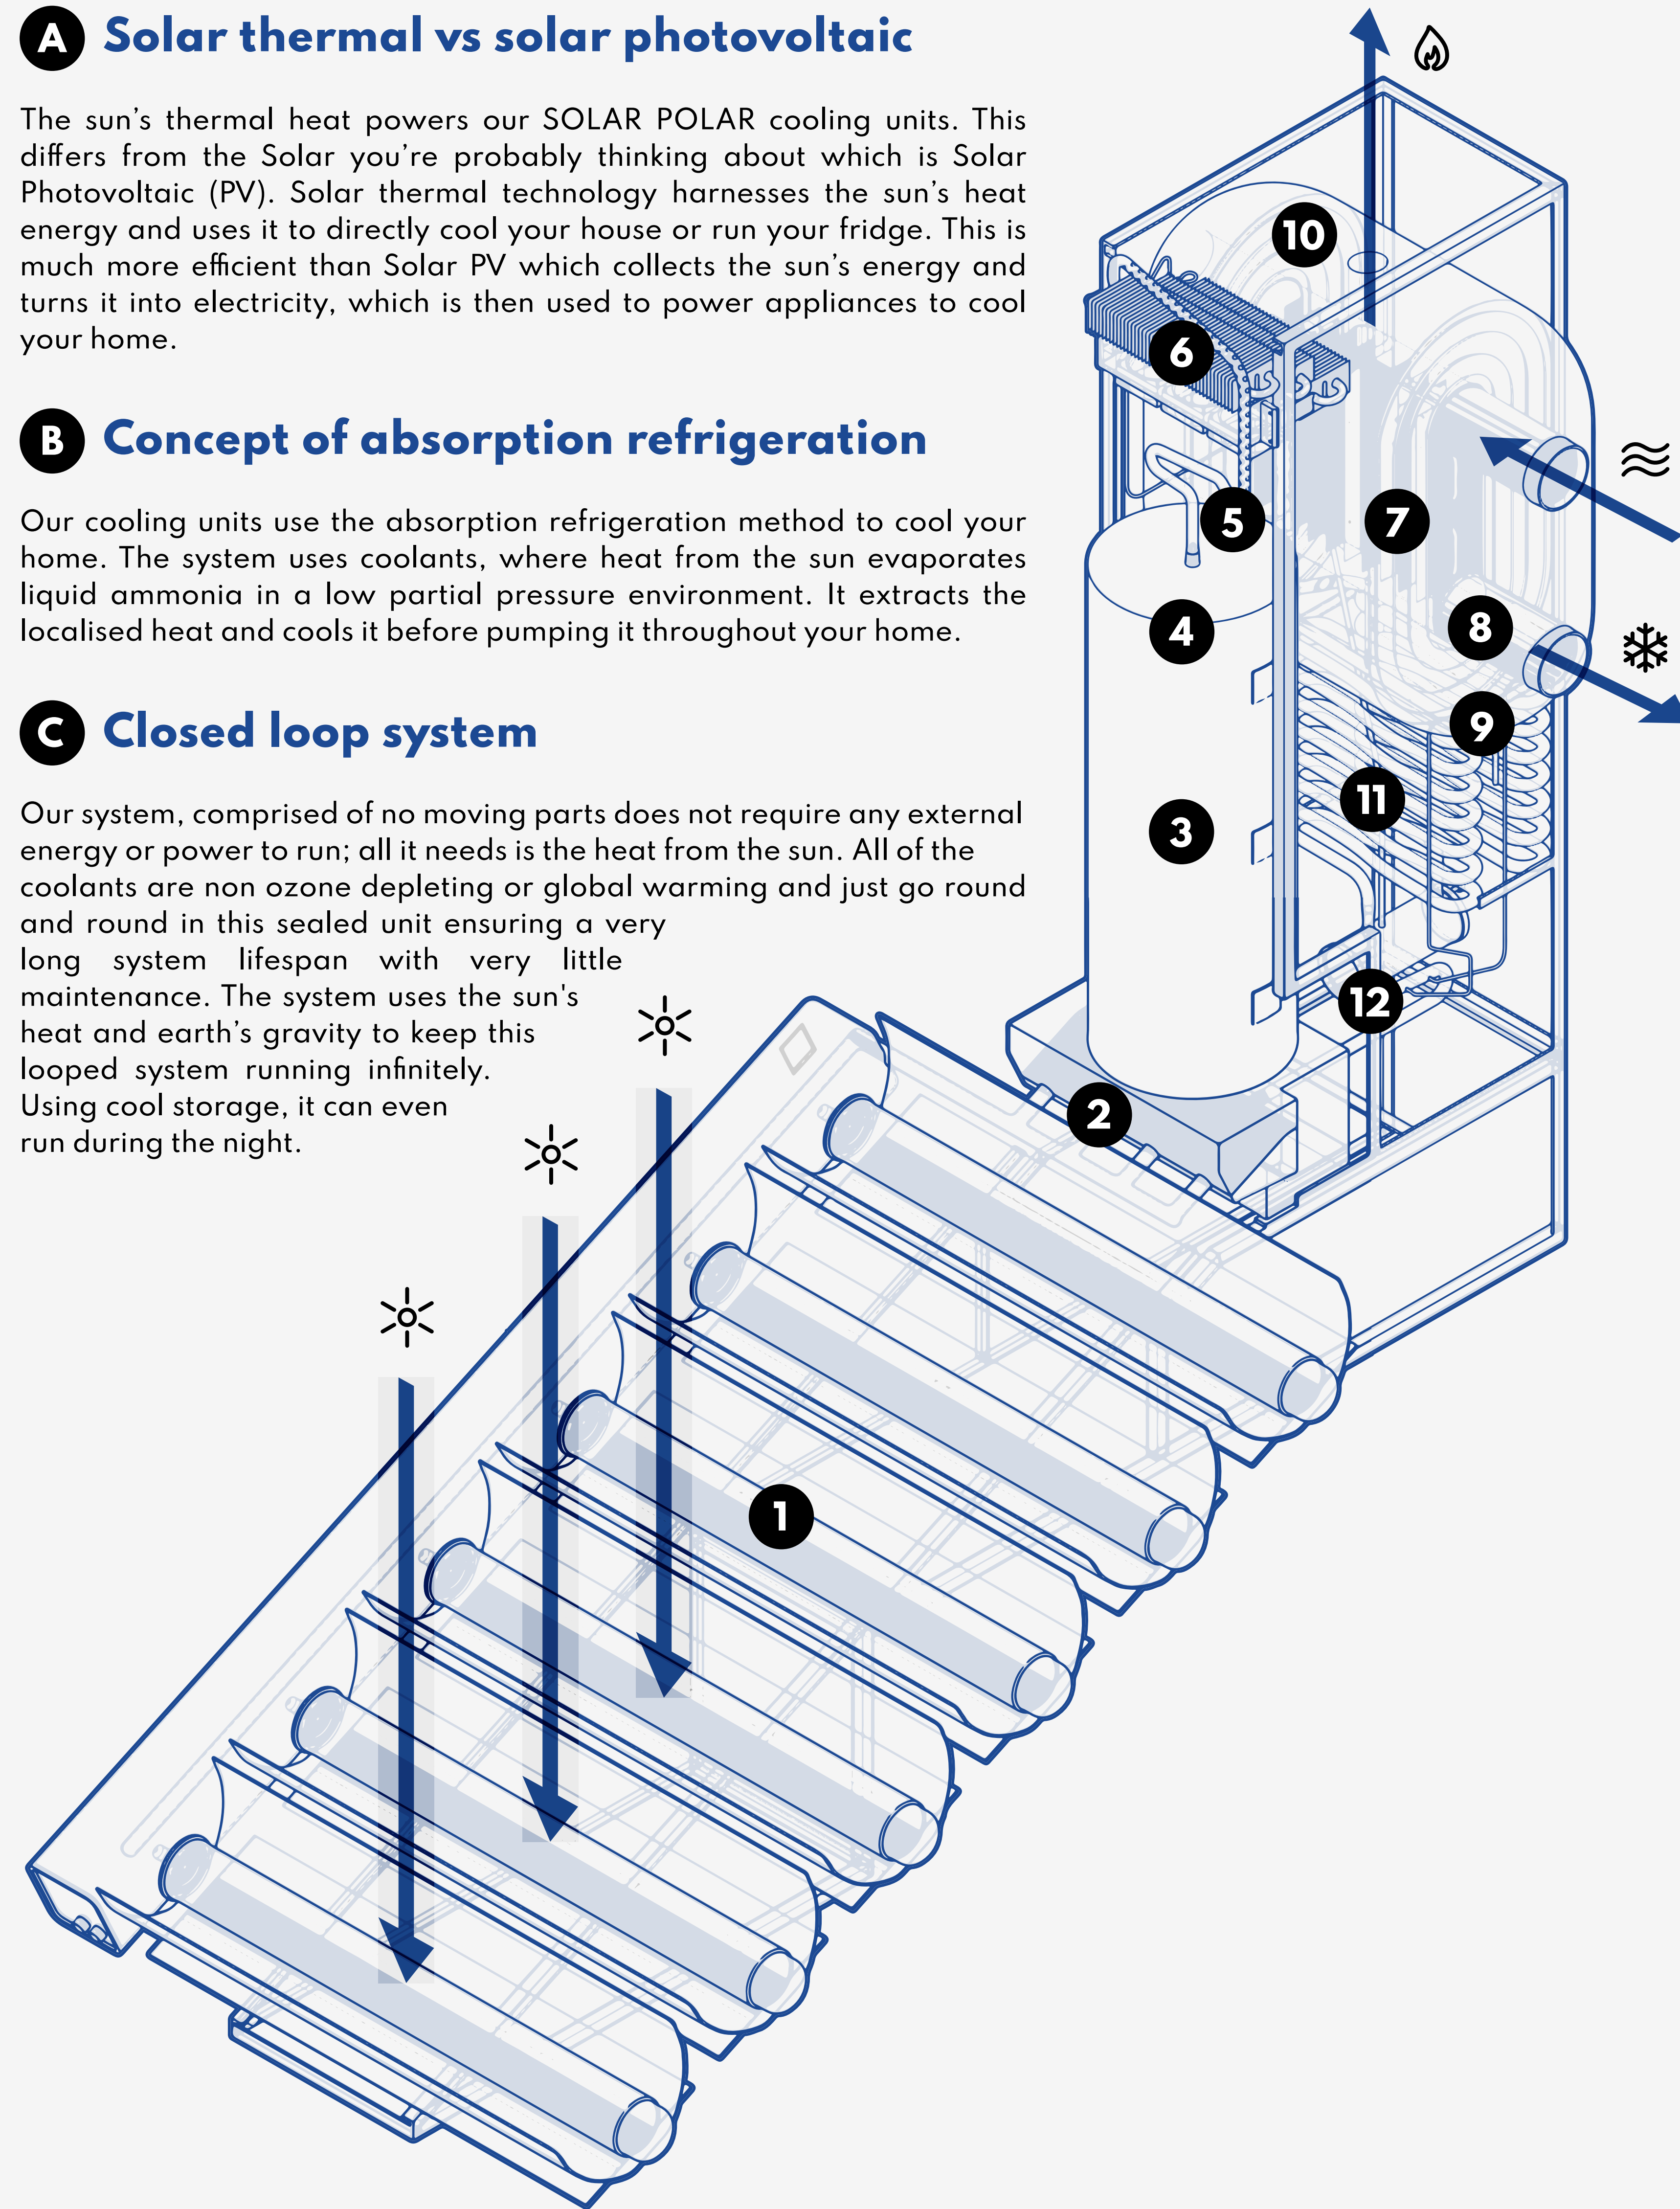 A Solar thermal vs solar photovoltaic
The sun's thermal heat powers our SOLAR POLAR cooling units. This
differs from the Solar you're probably thinking about which is Solar
Photovoltaic (PV). Solar thermal technology harnesses the sun's heat
energy and uses it to directly cool your house or run your fridge. This is
much more efficient than Solar PV which collects the sun's energy and
turns it into electricity, which is then used to power appliances to cool
your home.
B Concept of absorption refrigeration
Our cooling units use the absorption refrigeration method to cool your
home. The system uses coolants, where heat from the sun evaporates
liquid ammonia in a low partial pressure environment. It extracts the
localised heat and cools it before pumping it throughout your home.
C Closed loop system
Our system, comprised of no moving parts does not require any external
energy or power to run; all it needs is the heat from the sun. All of the
coolants are non ozone depleting or global warming and just go round
and round in this sealed unit ensuring a very
long system lifespan with very little
maintenance. The system uses the sun's
heat and earth's gravity to keep this
looped system running infinitely.
Using cool storage, it can even
run during the night.
10
6
5
7
4
8
9
11
3
12
2
1